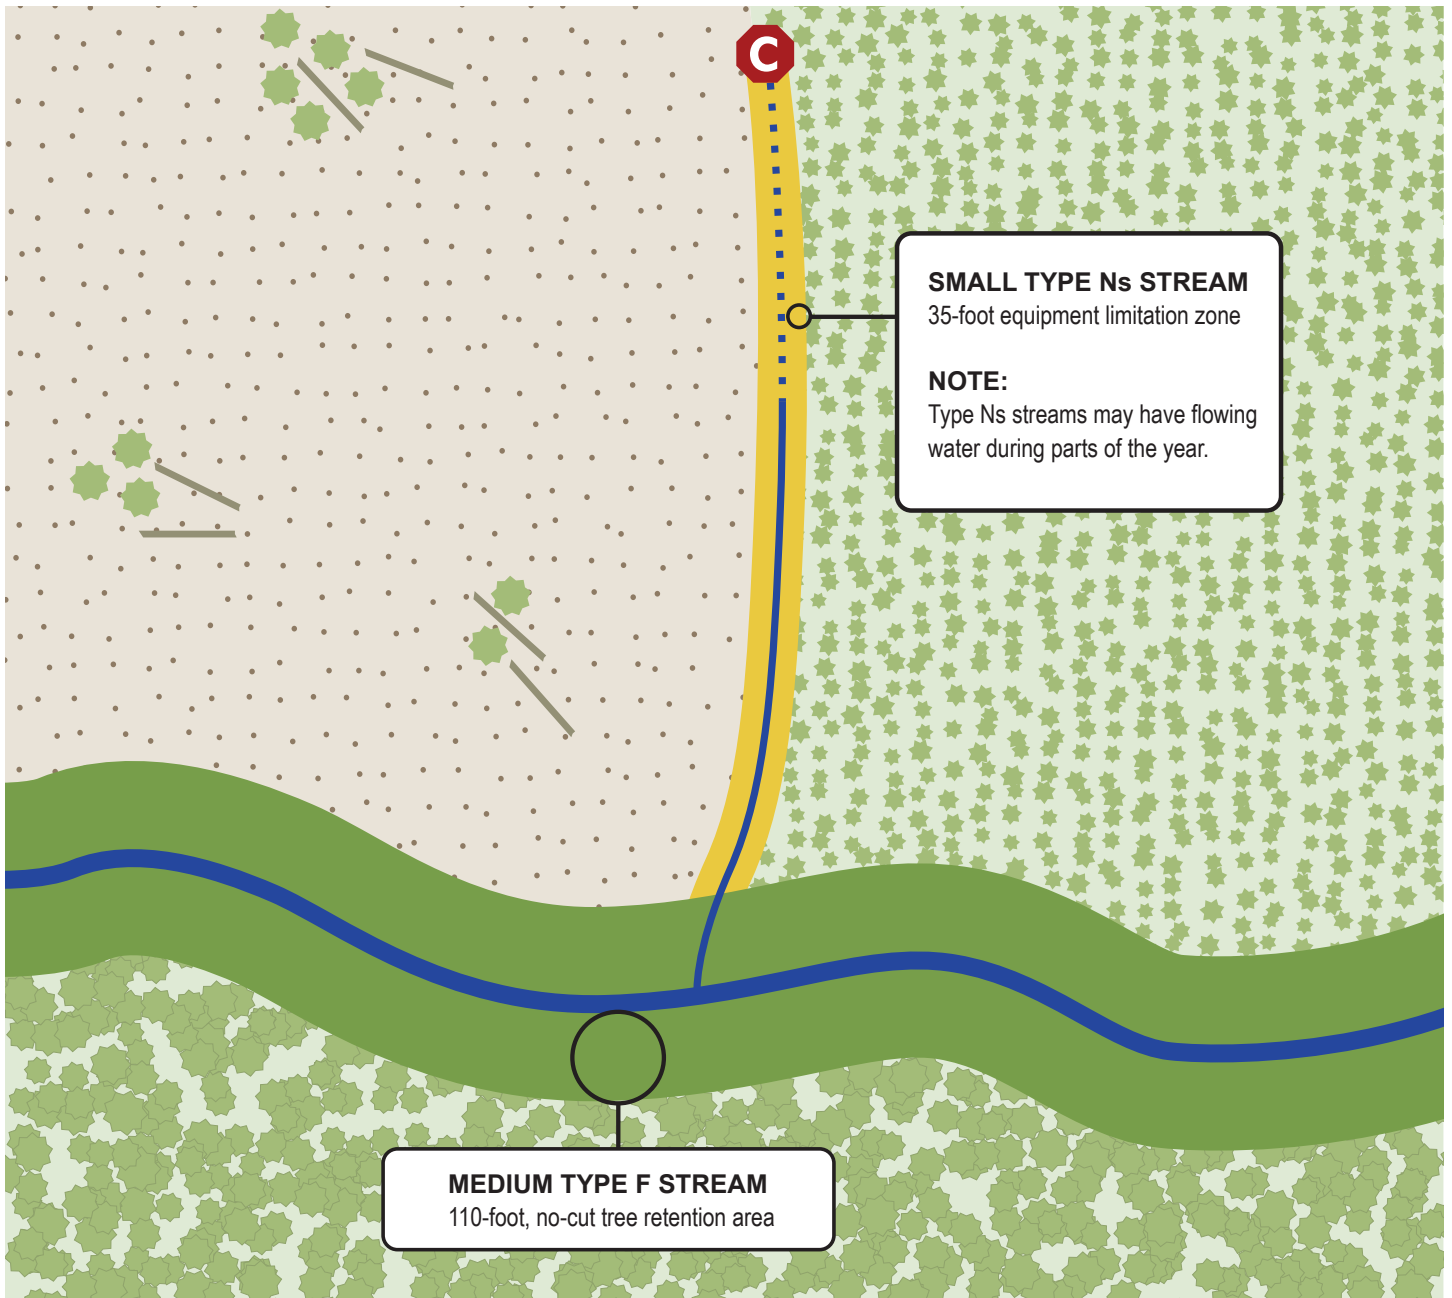 C
SMALL TYPE Ns STREAM
35-foot equipment limitation zone
NOTE:
Type Ns streams may have flowing
water during parts of the year.
MEDIUM TYPE F STREAM
110-foot, no-cut tree retention area